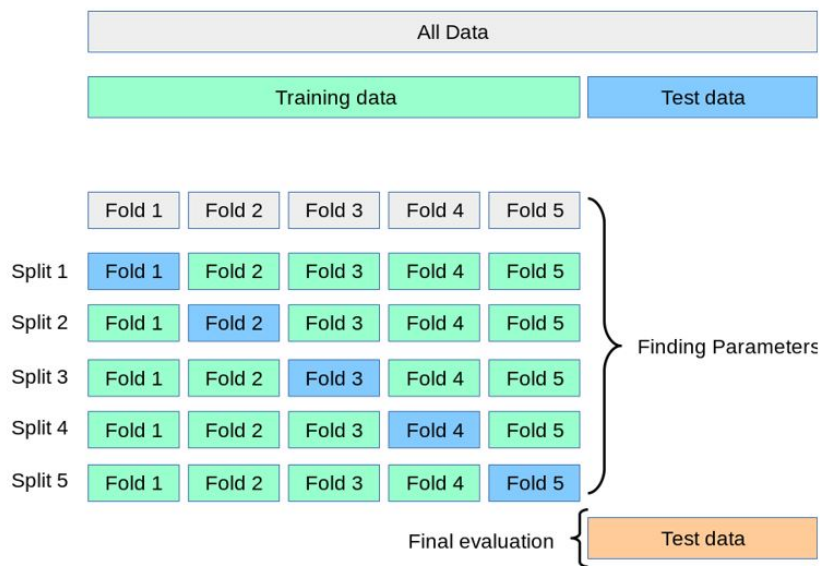 All Data
Training data Test data
Fold 1 Fold 2 Fold 3 Fold 4 Fold 5
Split 1 Fold 1 Fold 2 Fold 3 Fold 4 Fold 5
Split 2 Fold 1 Fold 2 Fold 3 Fold 4 Fold 5
Finding Parameters
Split 3 Fold 1 Fold 2 Fold 3 Fold 4 Fold 5
Split 4 Fold 1 Fold 2 Fold 3 Fold 4 Fold 5
Split 5 Fold 1 Fold 2 Fold 3 Fold 4 Fold 5
Final evaluation Test data